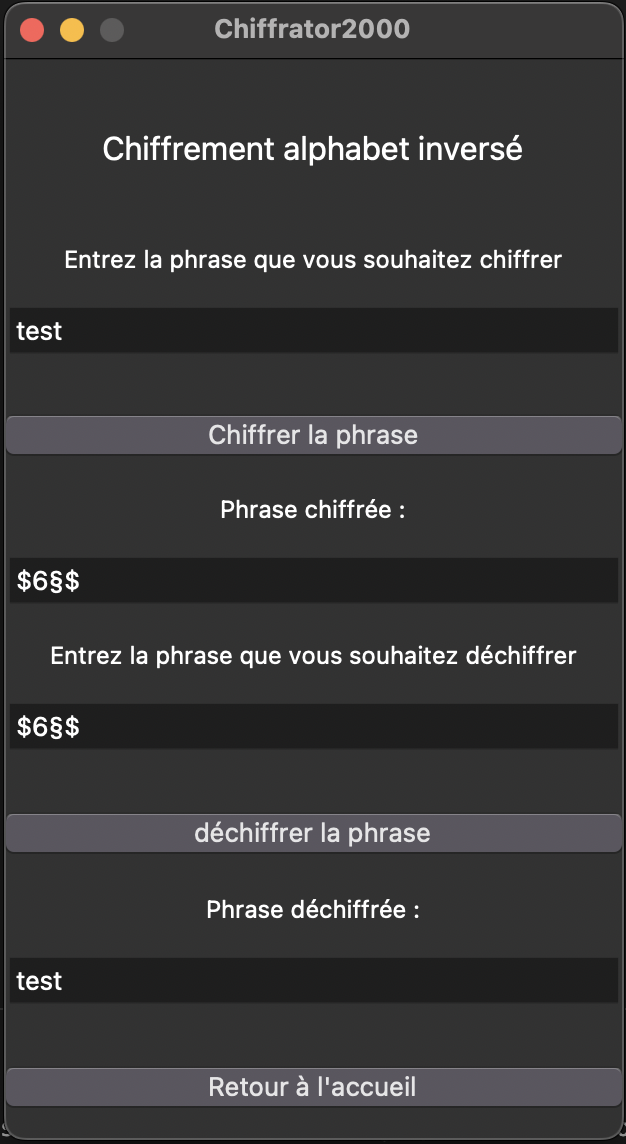 Chiffrator2000
Chiffrement alphabet inversé
Entrez la phrase que vous souhaitez chiffrer
test
Chiffrer la phrase
Phrase chiffrée :
$6§$
Entrez la phrase que vous souhaitez déchiffrer
$6§$
déchiffrer la phrase
Phrase déchiffrée :
test
Retour à l'accueil